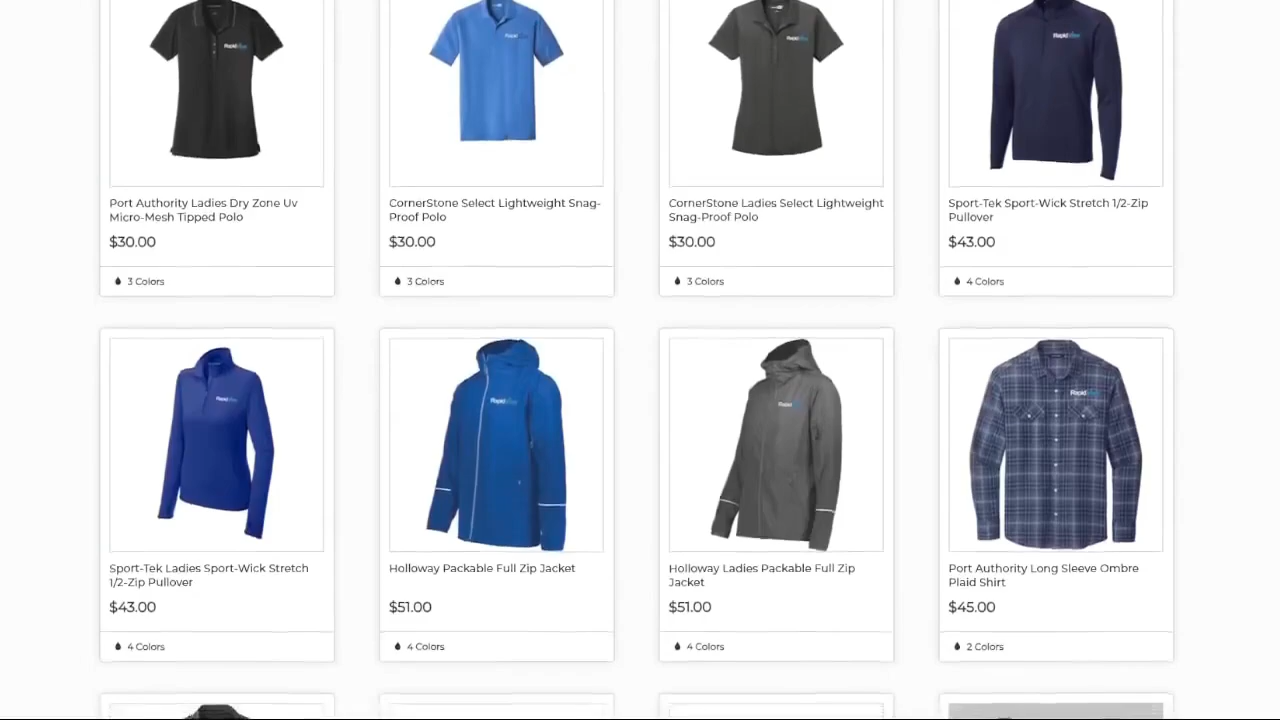 Port Authority Ladies Dry Zone Uv
Micro-Mesh Tipped Polo
$30.00
3 Colors
CornerStone Select Lightweight Snag-
Proof Polo
$30.00
3 Colors
CornerStone Ladies Select Lightweight
Snag-Proof Polo
$30.00
3 Colors
Sport-Tek Sport-Wick Stretch 1/2-Zip
Pullover
$43.00
4 Colors
Sport-Tek Ladies Sport-Wick Stretch
1/2-Zip Pullover
$43.00
4 Colors
Holloway Packable Full Zip Jacket
$51.00
4 Colors
Holloway Ladies Packable Full Zip
Jacket
$51.00
4 Colors
Port Authority Long Sleeve Ombre
Plaid Shirt
$45.00
2 Colors